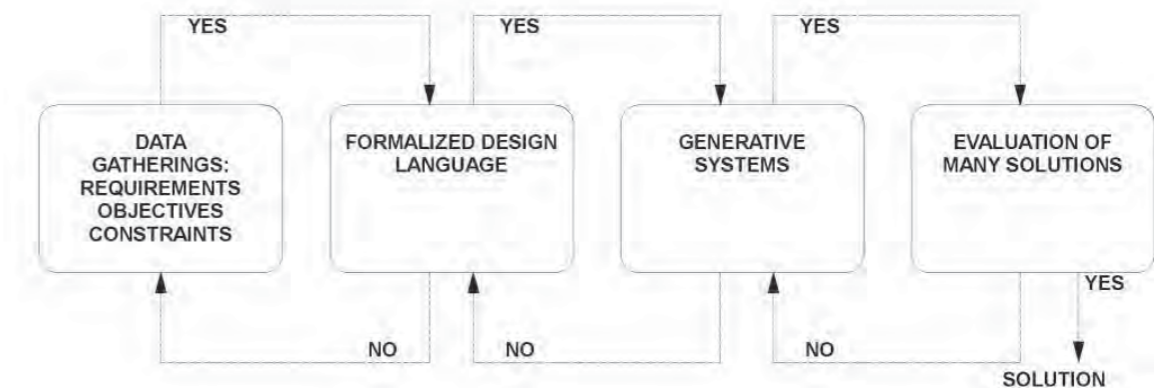 YES
YES
YES
DATA
GATHERINGS:
REQUIREMENTS
OBJECTIVES
CONSTRAINTS
FORMALIZED DESIGN
LANGUAGE
GENERATIVE
SYSTEMS
EVALUATION OF
MANY SOLUTIONS
YES
NO
NO
NO
SOLUTION